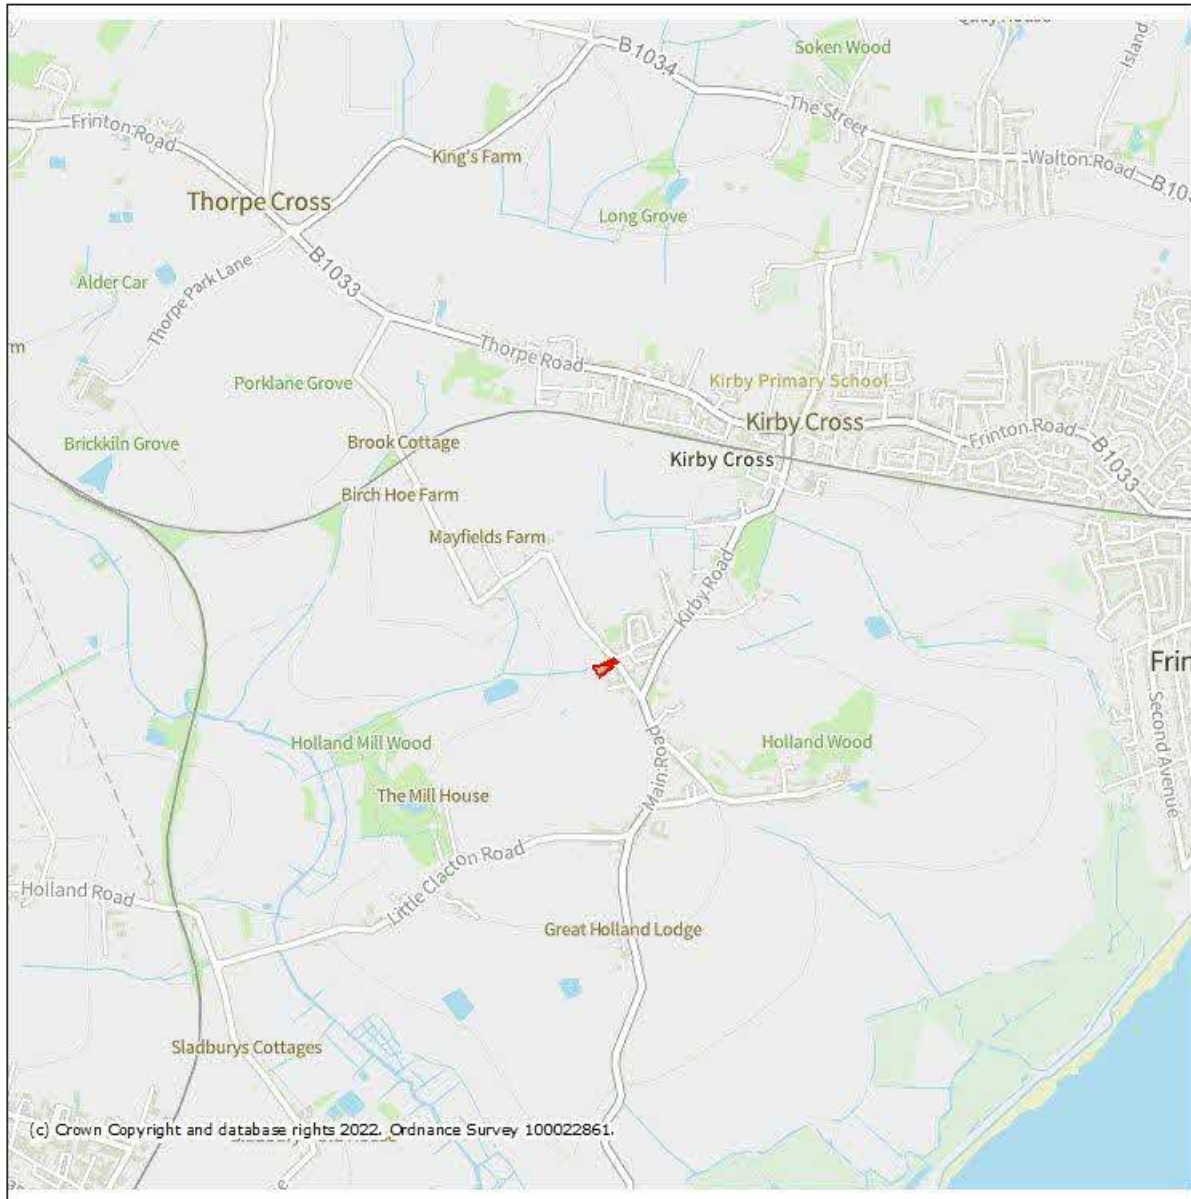 Soken Wood
Island
B1034
The Street
Frinton Road
King's Farm
Walton Road
Thorpe Cross
Long Grove
B1033
Alder Car
Thorpe Park Lane
Thorpe Road
Porklane Grove
Kirby Primary School
Kirby Cross
Frinton Road
Brickkiln Grove
Brook Cottage
Kirby Cross
B1033
Birch Hoe Farm
Mayfields Farm
Kirby Road
Frin
Second Avenue
Holland Mill Wood
Holland Wood
Main Road
The Mill House
Little Clacton Road
Holland Road
Great Holland Lodge
Sladburys Cottages
(c) Crown Copyright and database rights 2022. Ordnance Survey 100022861.